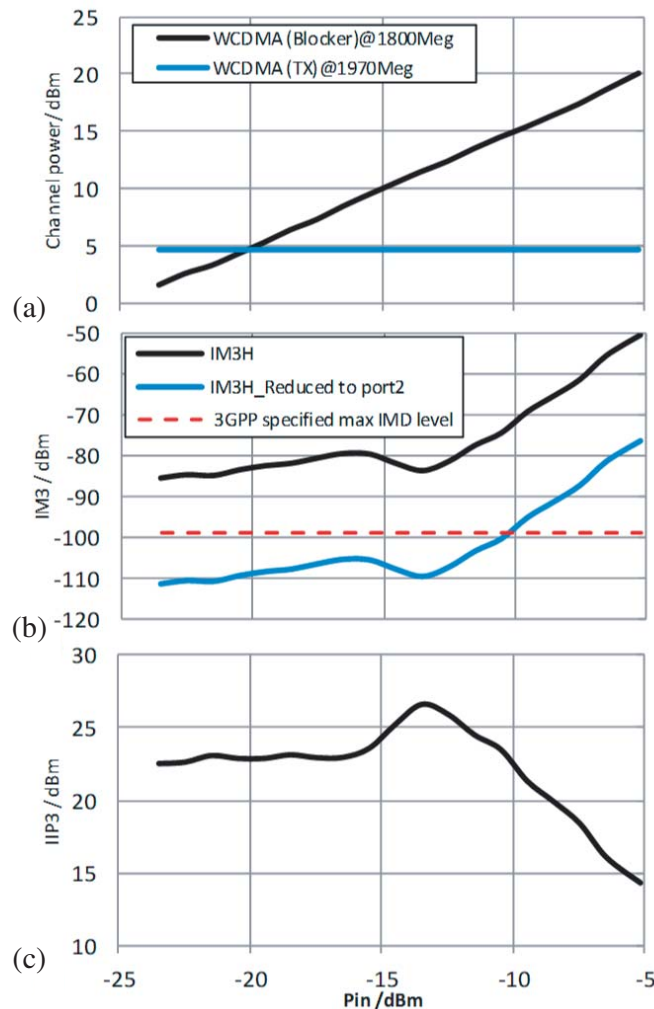 WCDMA (Blocker)@1800Meg
WCDMA (TX)@1970Meg
Channel power/dBm
20
15
10
5
0
(a)
-50
-60
-70
-80
-90
-100
-110
-120
IM3H
IM3H_Reduced to port2
3GPP specified max IMD level
IM3 / dBm
(b)
30
25
20
15
10
IIP3 / dBm
(c)
-25 -20 -15 -10 -5
Pin /dBm